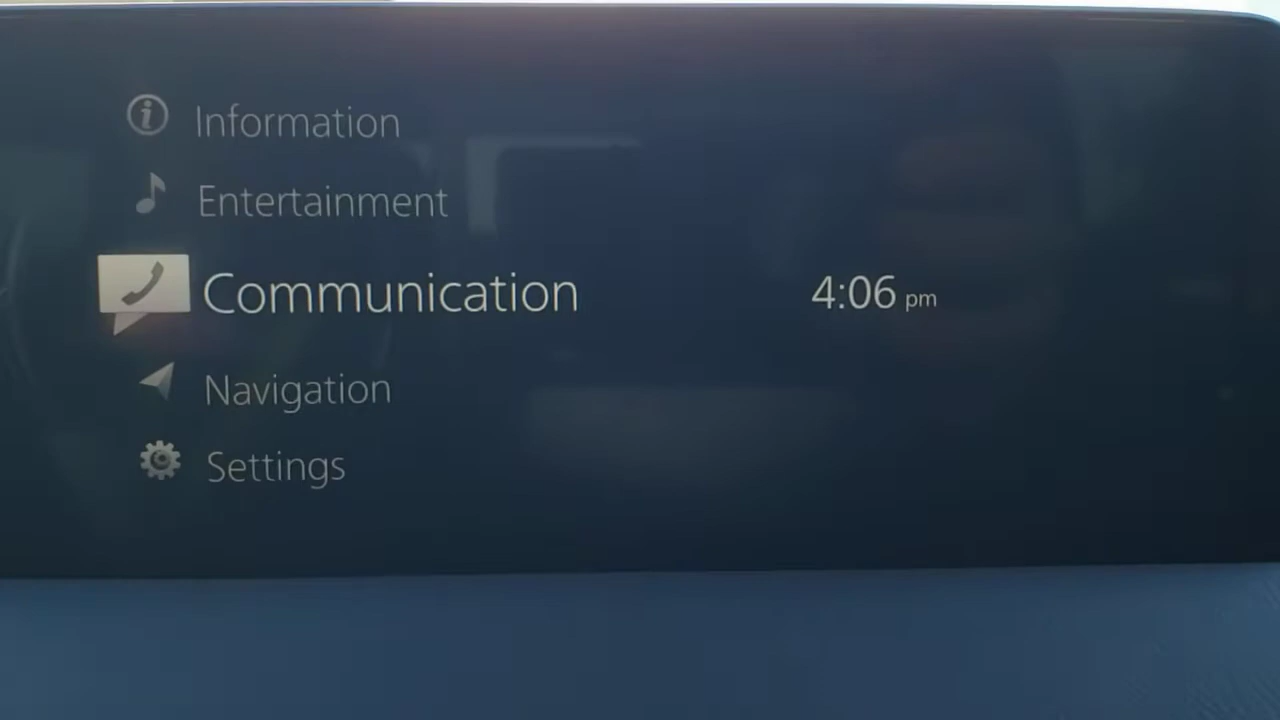 Information
Entertainment
Communication
4:06 pm
Navigation
Settings